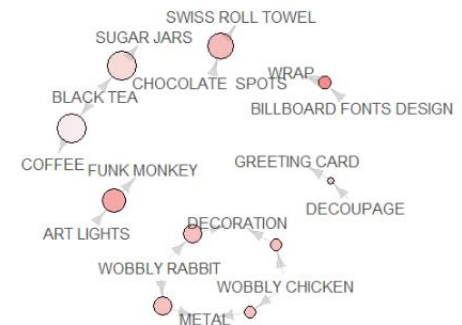 SWISS ROLL TOWEL
SUGAR JARS
WRAP
CHOCOLATE SPOTS
BLACK TEA
BILLBOARD FONTS DESIGN
COFFEE
FUNK MONKEY
GREETING CARD
DECOUPAGE
ART LIGHTS
DECORATION
WOBBLY RABBIT
WOBBLY CHICKEN
METAL